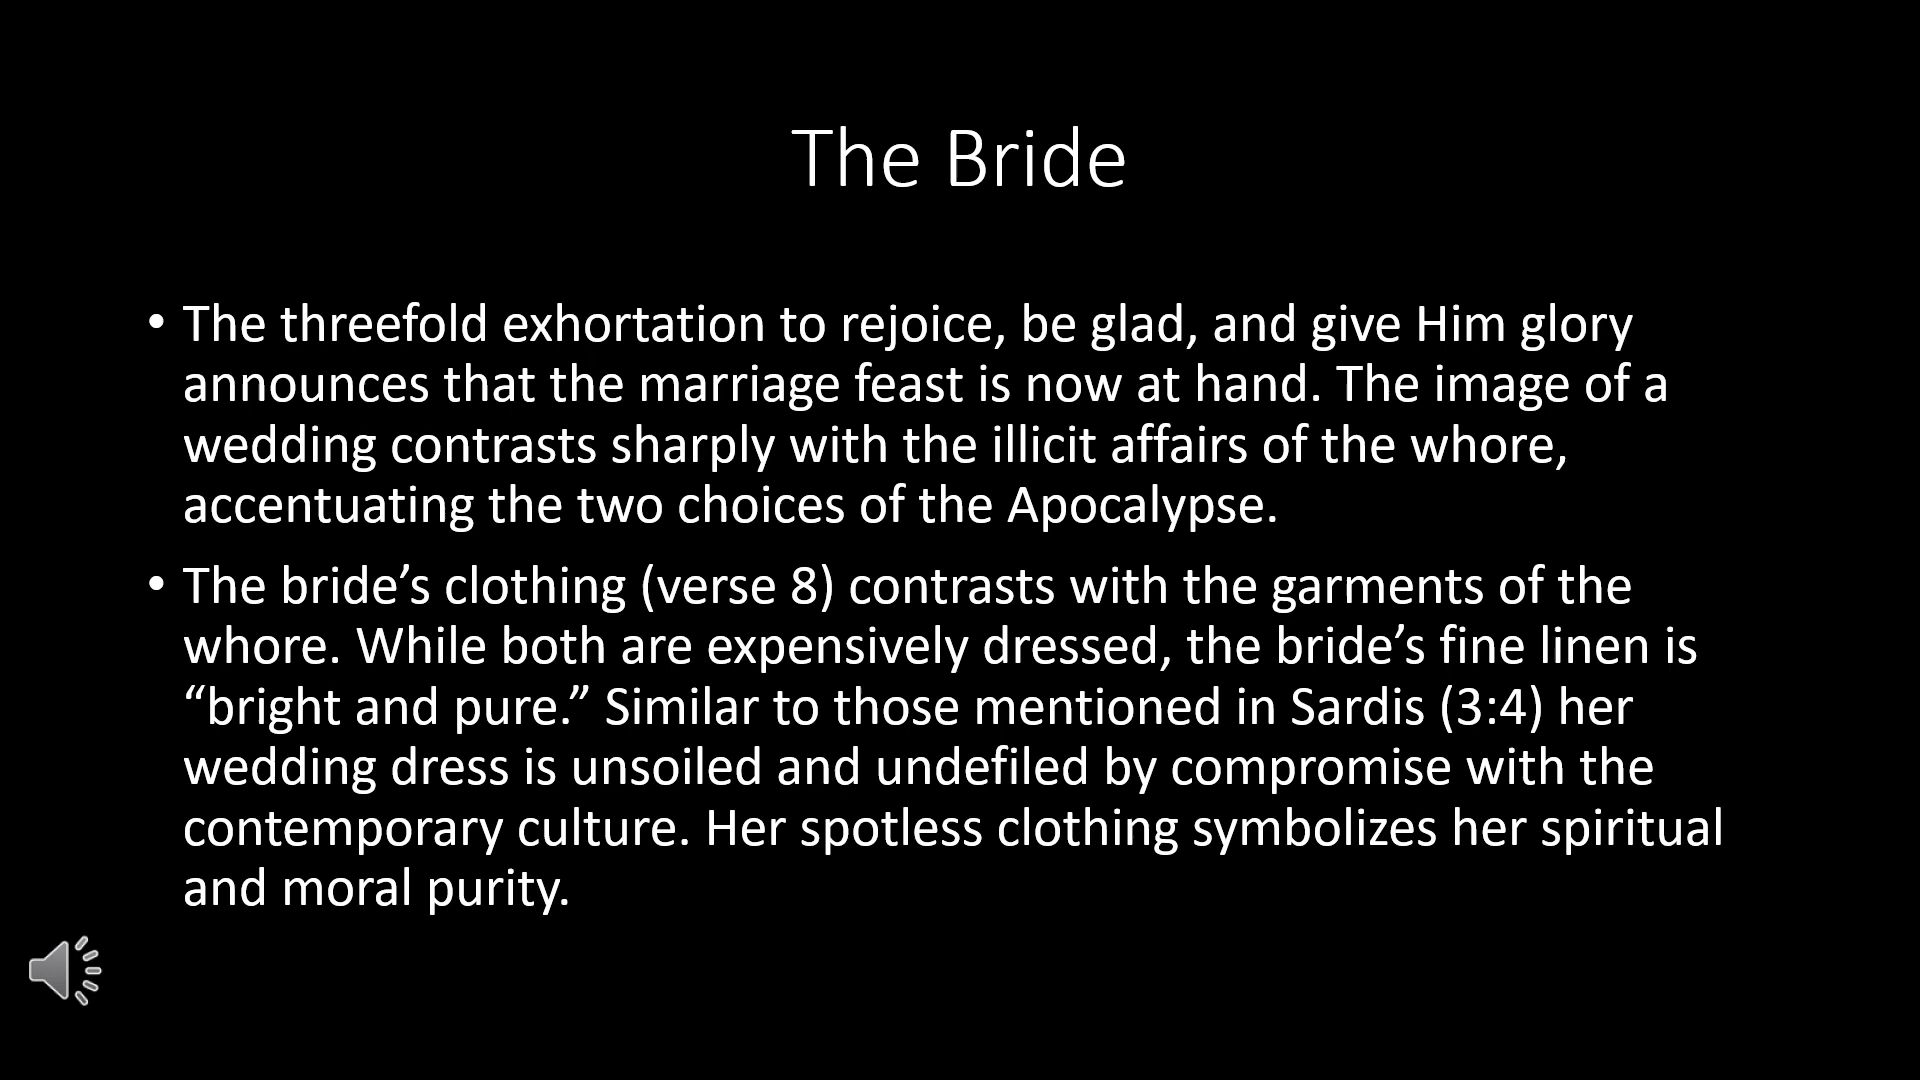 The Bride
• The threefold exhortation to rejoice, be glad, and give Him glory
announces that the marriage feast is now at hand. The image of a
wedding contrasts sharply with the illicit affairs of the whore,
accentuating the two choices of the Apocalypse.
• The bride’s clothing (verse 8) contrasts with the garments of the
whore. While both are expensively dressed, the bride’s fine linen is
“bright and pure.” Similar to those mentioned in Sardis (3:4) her
wedding dress is unsoiled and undefiled by compromise with the
contemporary culture. Her spotless clothing symbolizes her spiritual
and moral purity.